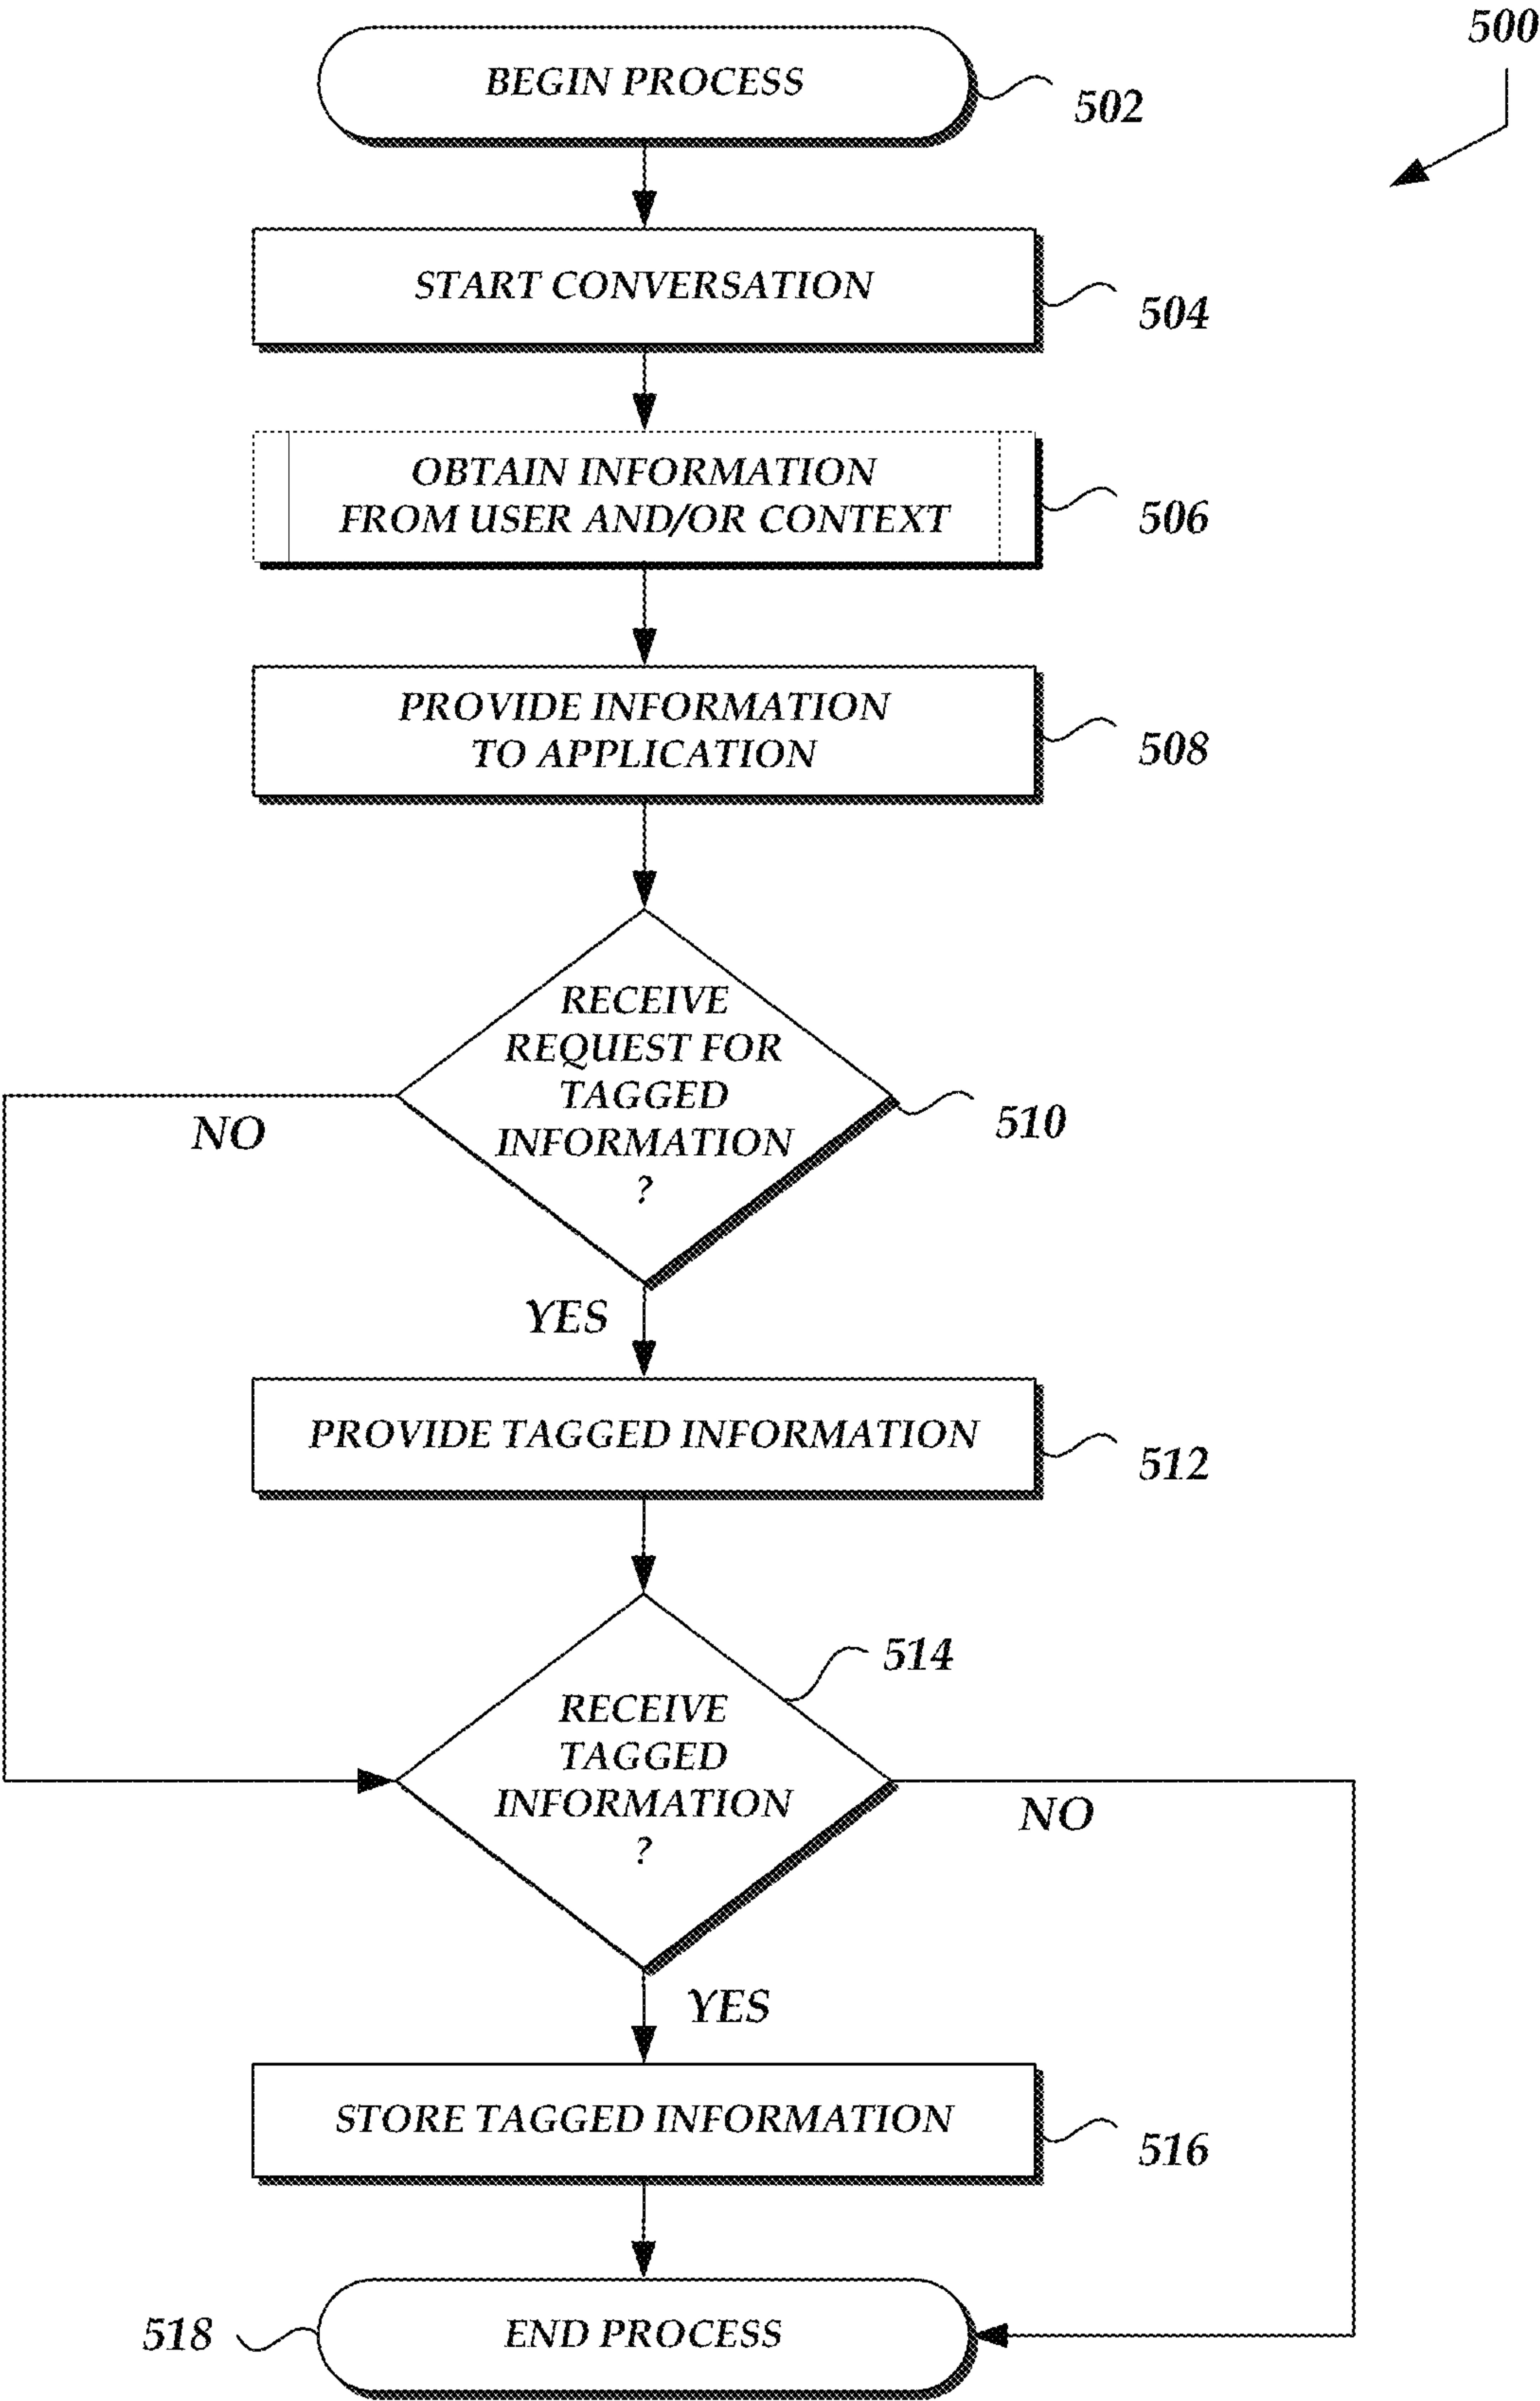 500
BEGIN PROCESS
502
START CONVERSATION
504
OBTAIN INFORMATION
FROM USER AND/OR CONTEXT
506
PROVIDE INFORMATION
TO APPLICATION
508
RECEIVE
REQUEST FOR
TAGGED
INFORMATION
?
510
NO
YES
PROVIDE TAGGED INFORMATION
512
514
RECEIVE
TAGGED
INFORMATION
?
NO
YES
STORE TAGGED INFORMATION
516
END PROCESS
518